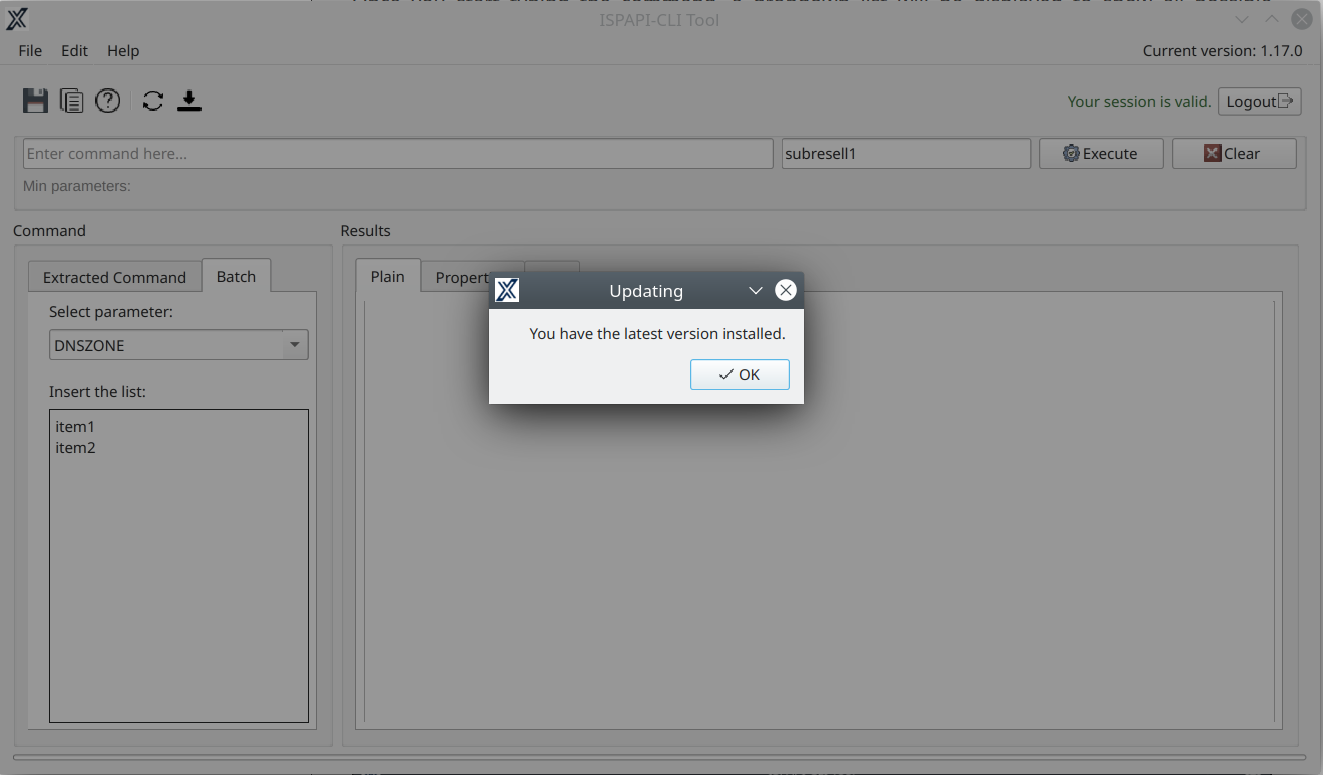 ISPAPI-CLI Tool
File Edit Help
Current version: 1.17.0
Your session is valid. Logout
Enter command here...
subresell1
Execute
Clear
Min parameters:
Command
Results
Extracted Command
Batch
Plain
Propert
Select parameter:
DNSZONE
Insert the list:
item1
item2
Updating
You have the latest version installed.
OK